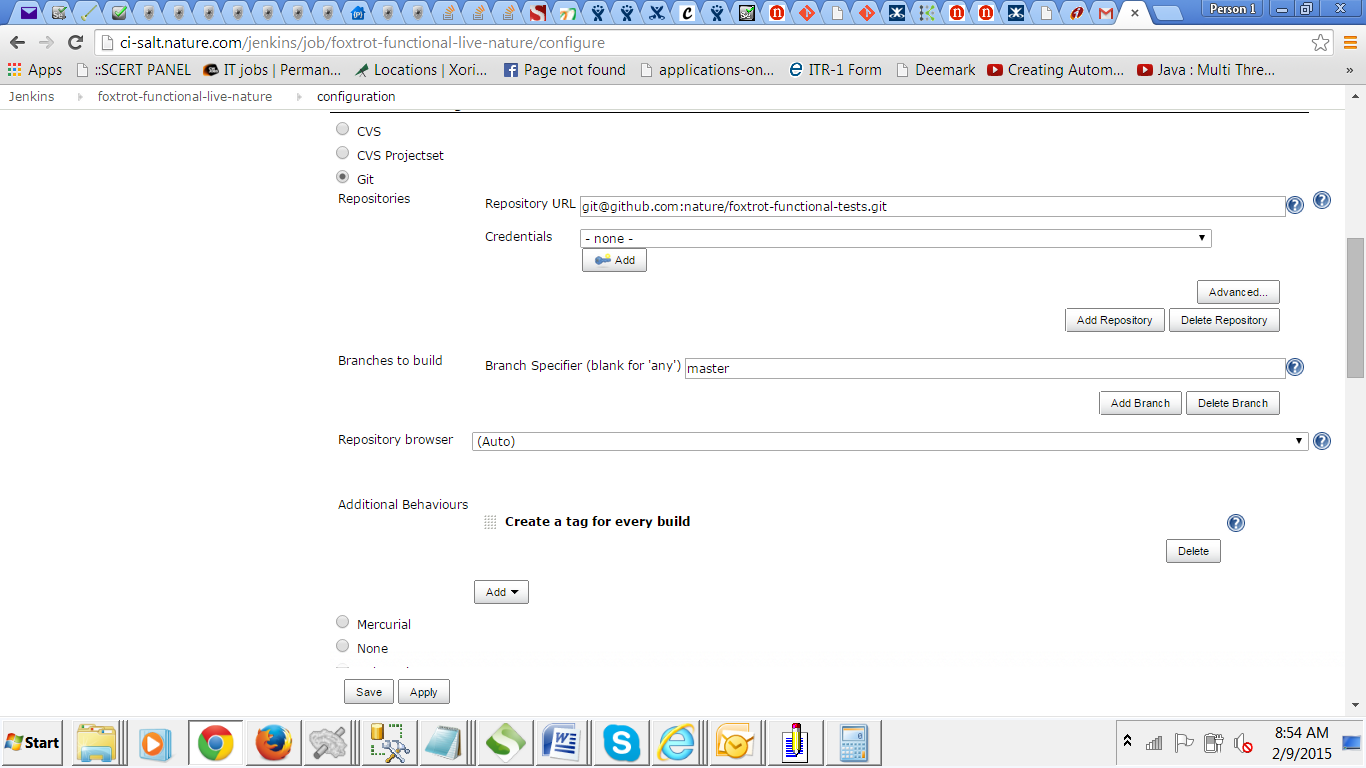 Person 1
ci-salt.nature.com/jenkins/job/foxtrot-functional-live-nature/configure
Apps ::SCERT PANEL IT jobs | Perman... Locations | Xori... Page not found applications-on... ITR-1 Form Deemark Creating Autom... Java : Multi Thre... »
Jenkins foxtrot-functional-live-nature configuration
CVS
CVS Projectset
Git
Repositories
Repository URL git@github.com:nature/foxtrot-functional-tests.git
Credentials - none -
Add
Advanced...
Add Repository Delete Repository
Branches to build Branch Specifier (blank for 'any') master
Add Branch Delete Branch
Repository browser (Auto)
Additional Behaviours
Create a tag for every build
Delete
Add
Mercurial
None
Save Apply
Start
8:54 AM
2/9/2015